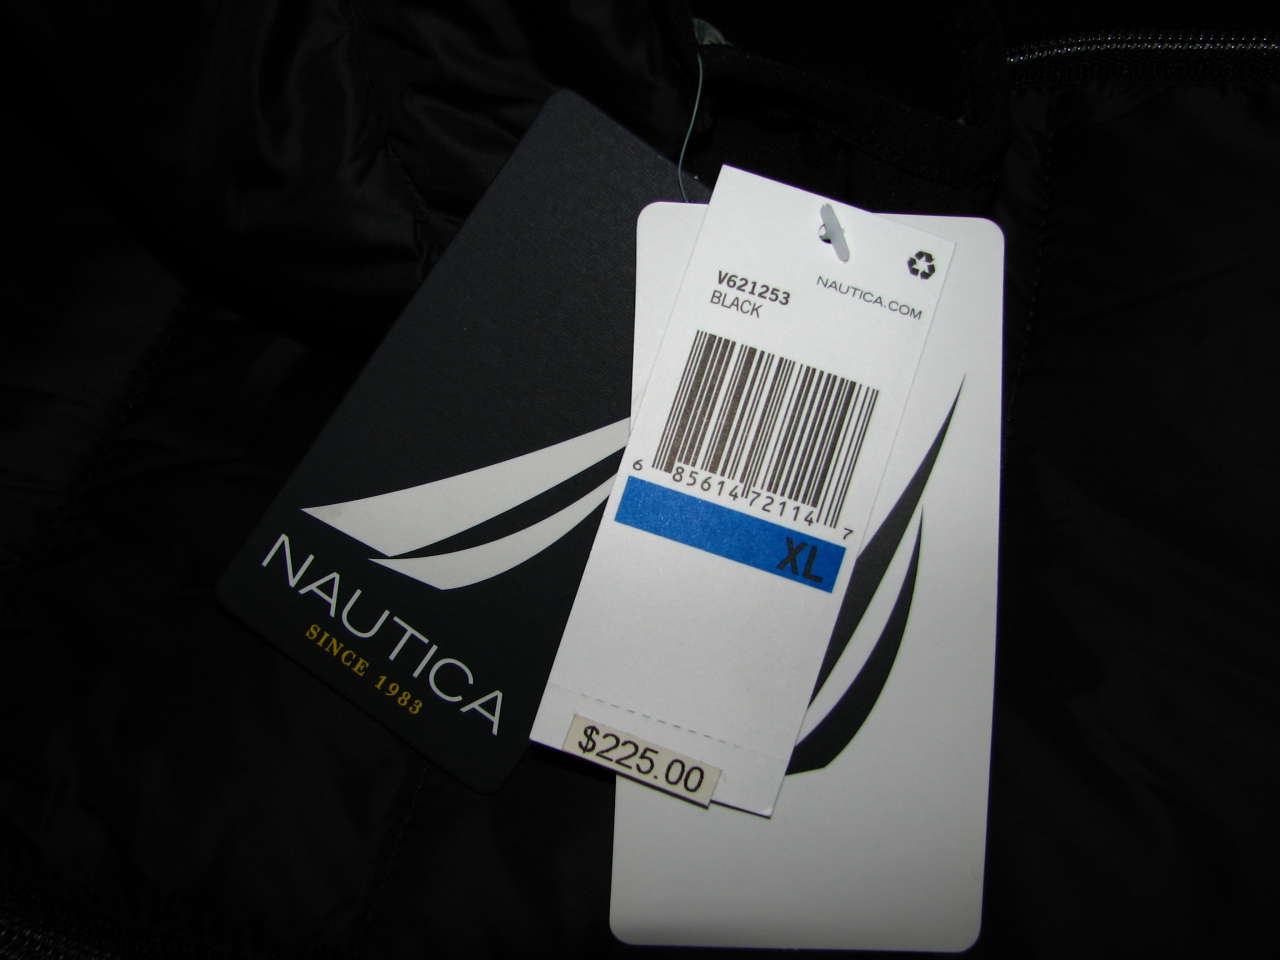 NAUTICA
SINCE 1983
NAUTICA.COM
V621253
BLACK
6 85614 72114 7
XL
$225.00